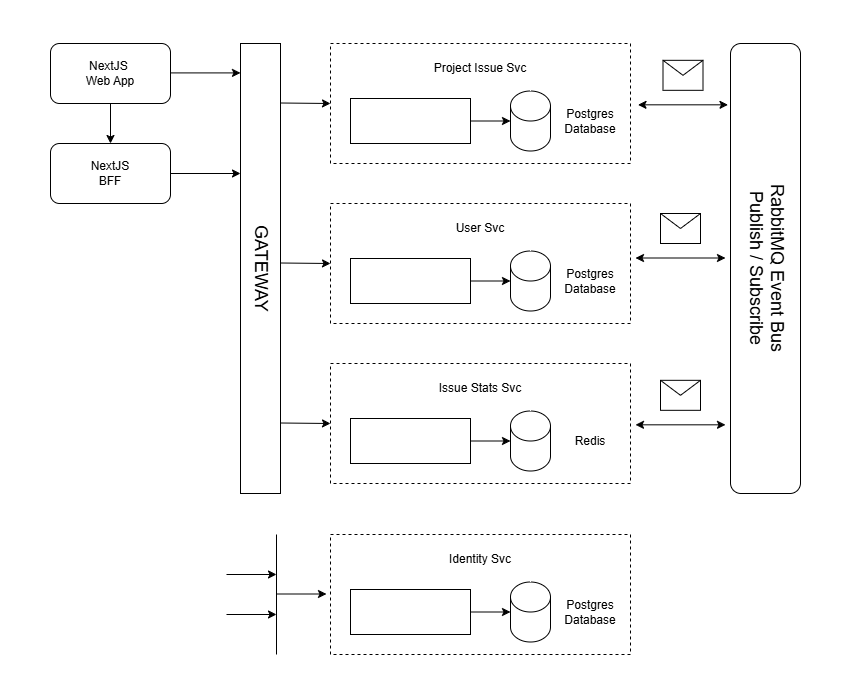 NextJS
Web App
NextJS
BFF
GATEWAY
Project Issue Svc
Postgres
Database
User Svc
Postgres
Database
Issue Stats Svc
Redis
Identity Svc
Postgres
Database
RabbitMQ Event Bus
Publish / Subscribe